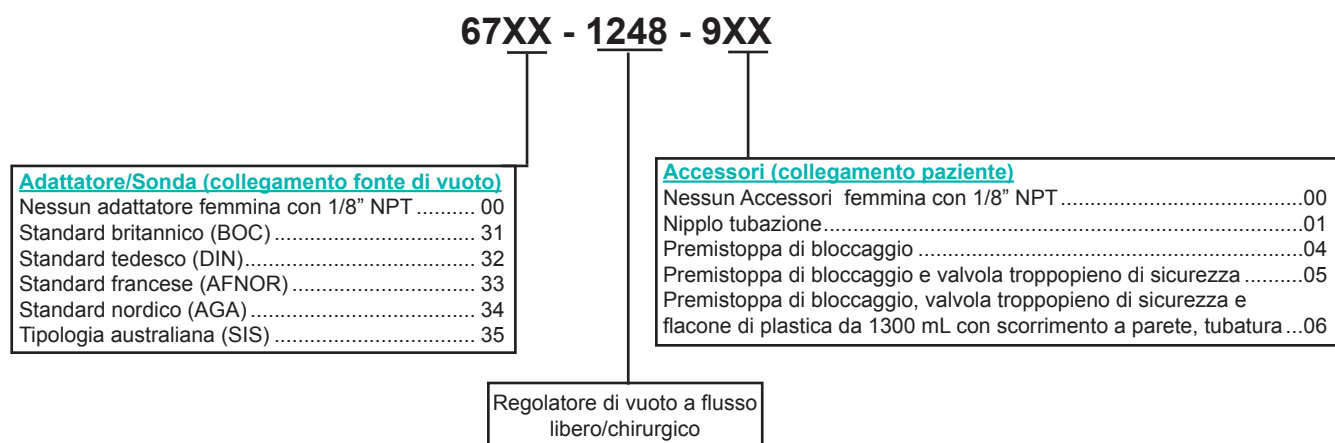 67XX - 1248 - 9XX
Adattatore/Sonda (collegamento fonte di vuoto)
Nessun adattatore femmina con 1/8” NPT .......... 00
Standard britannico (BOC) ................................... 31
Standard tedesco (DIN)................................... 32
Standard francese (AFNOR) ................................ 33
Standard nordico (AGA) ....................................... 34
Tipologia australiana (SIS) ................................... 35
Accessori (collegamento paziente)
Nessun Accessori femmina con 1/8” NPT ..........................................00
Nipplo tubazione..................................................................................01
Premistoppa di bloccaggio ..................................................................04
Premistoppa di bloccaggio e valvola troppopieno di sicurezza ..........05
Premistoppa di bloccaggio, valvola troppopieno di sicurezza e
flacone di plastica da 1300 mL con scorrimento a parete, tubatura ...06
Regolatore di vuoto a flusso
libero/chirurgico